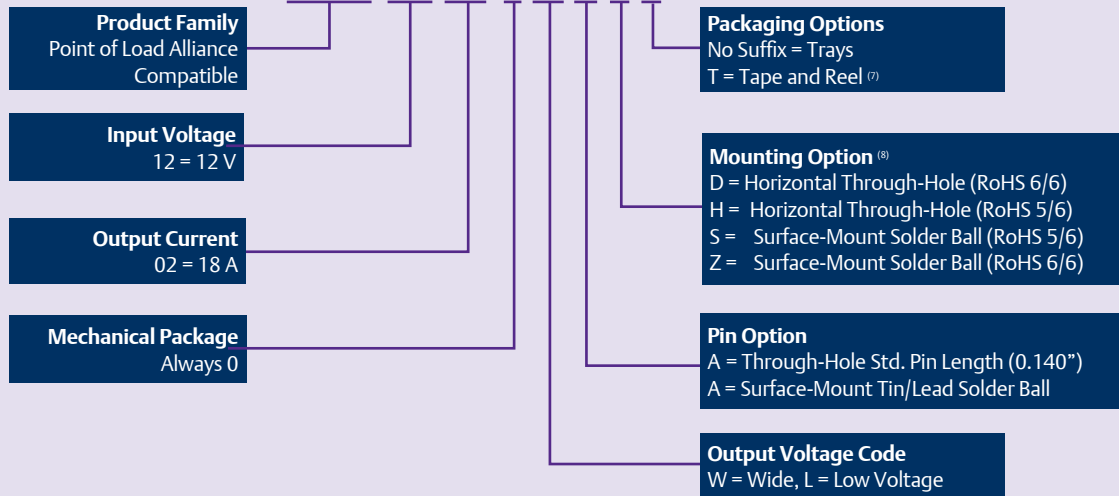 Product Family
Point of Load Alliance
Compatible
Input Voltage
12 = 12 V
Output Current
02 = 18 A
Mechanical Package
Always 0
Packaging Options
No Suffix = Trays
T = Tape and Reel (7)
Mounting Option (8)
D = Horizontal Through-Hole (RoHS 6/6)
H = Horizontal Through-Hole (RoHS 5/6)
S = Surface-Mount Solder Ball (RoHS 5/6)
Z = Surface-Mount Solder Ball (RoHS 6/6)
Pin Option
A = Through-Hole Std. Pin Length (0.140”)
A = Surface-Mount Tin/Lead Solder Ball
Output Voltage Code
W = Wide, L = Low Voltage